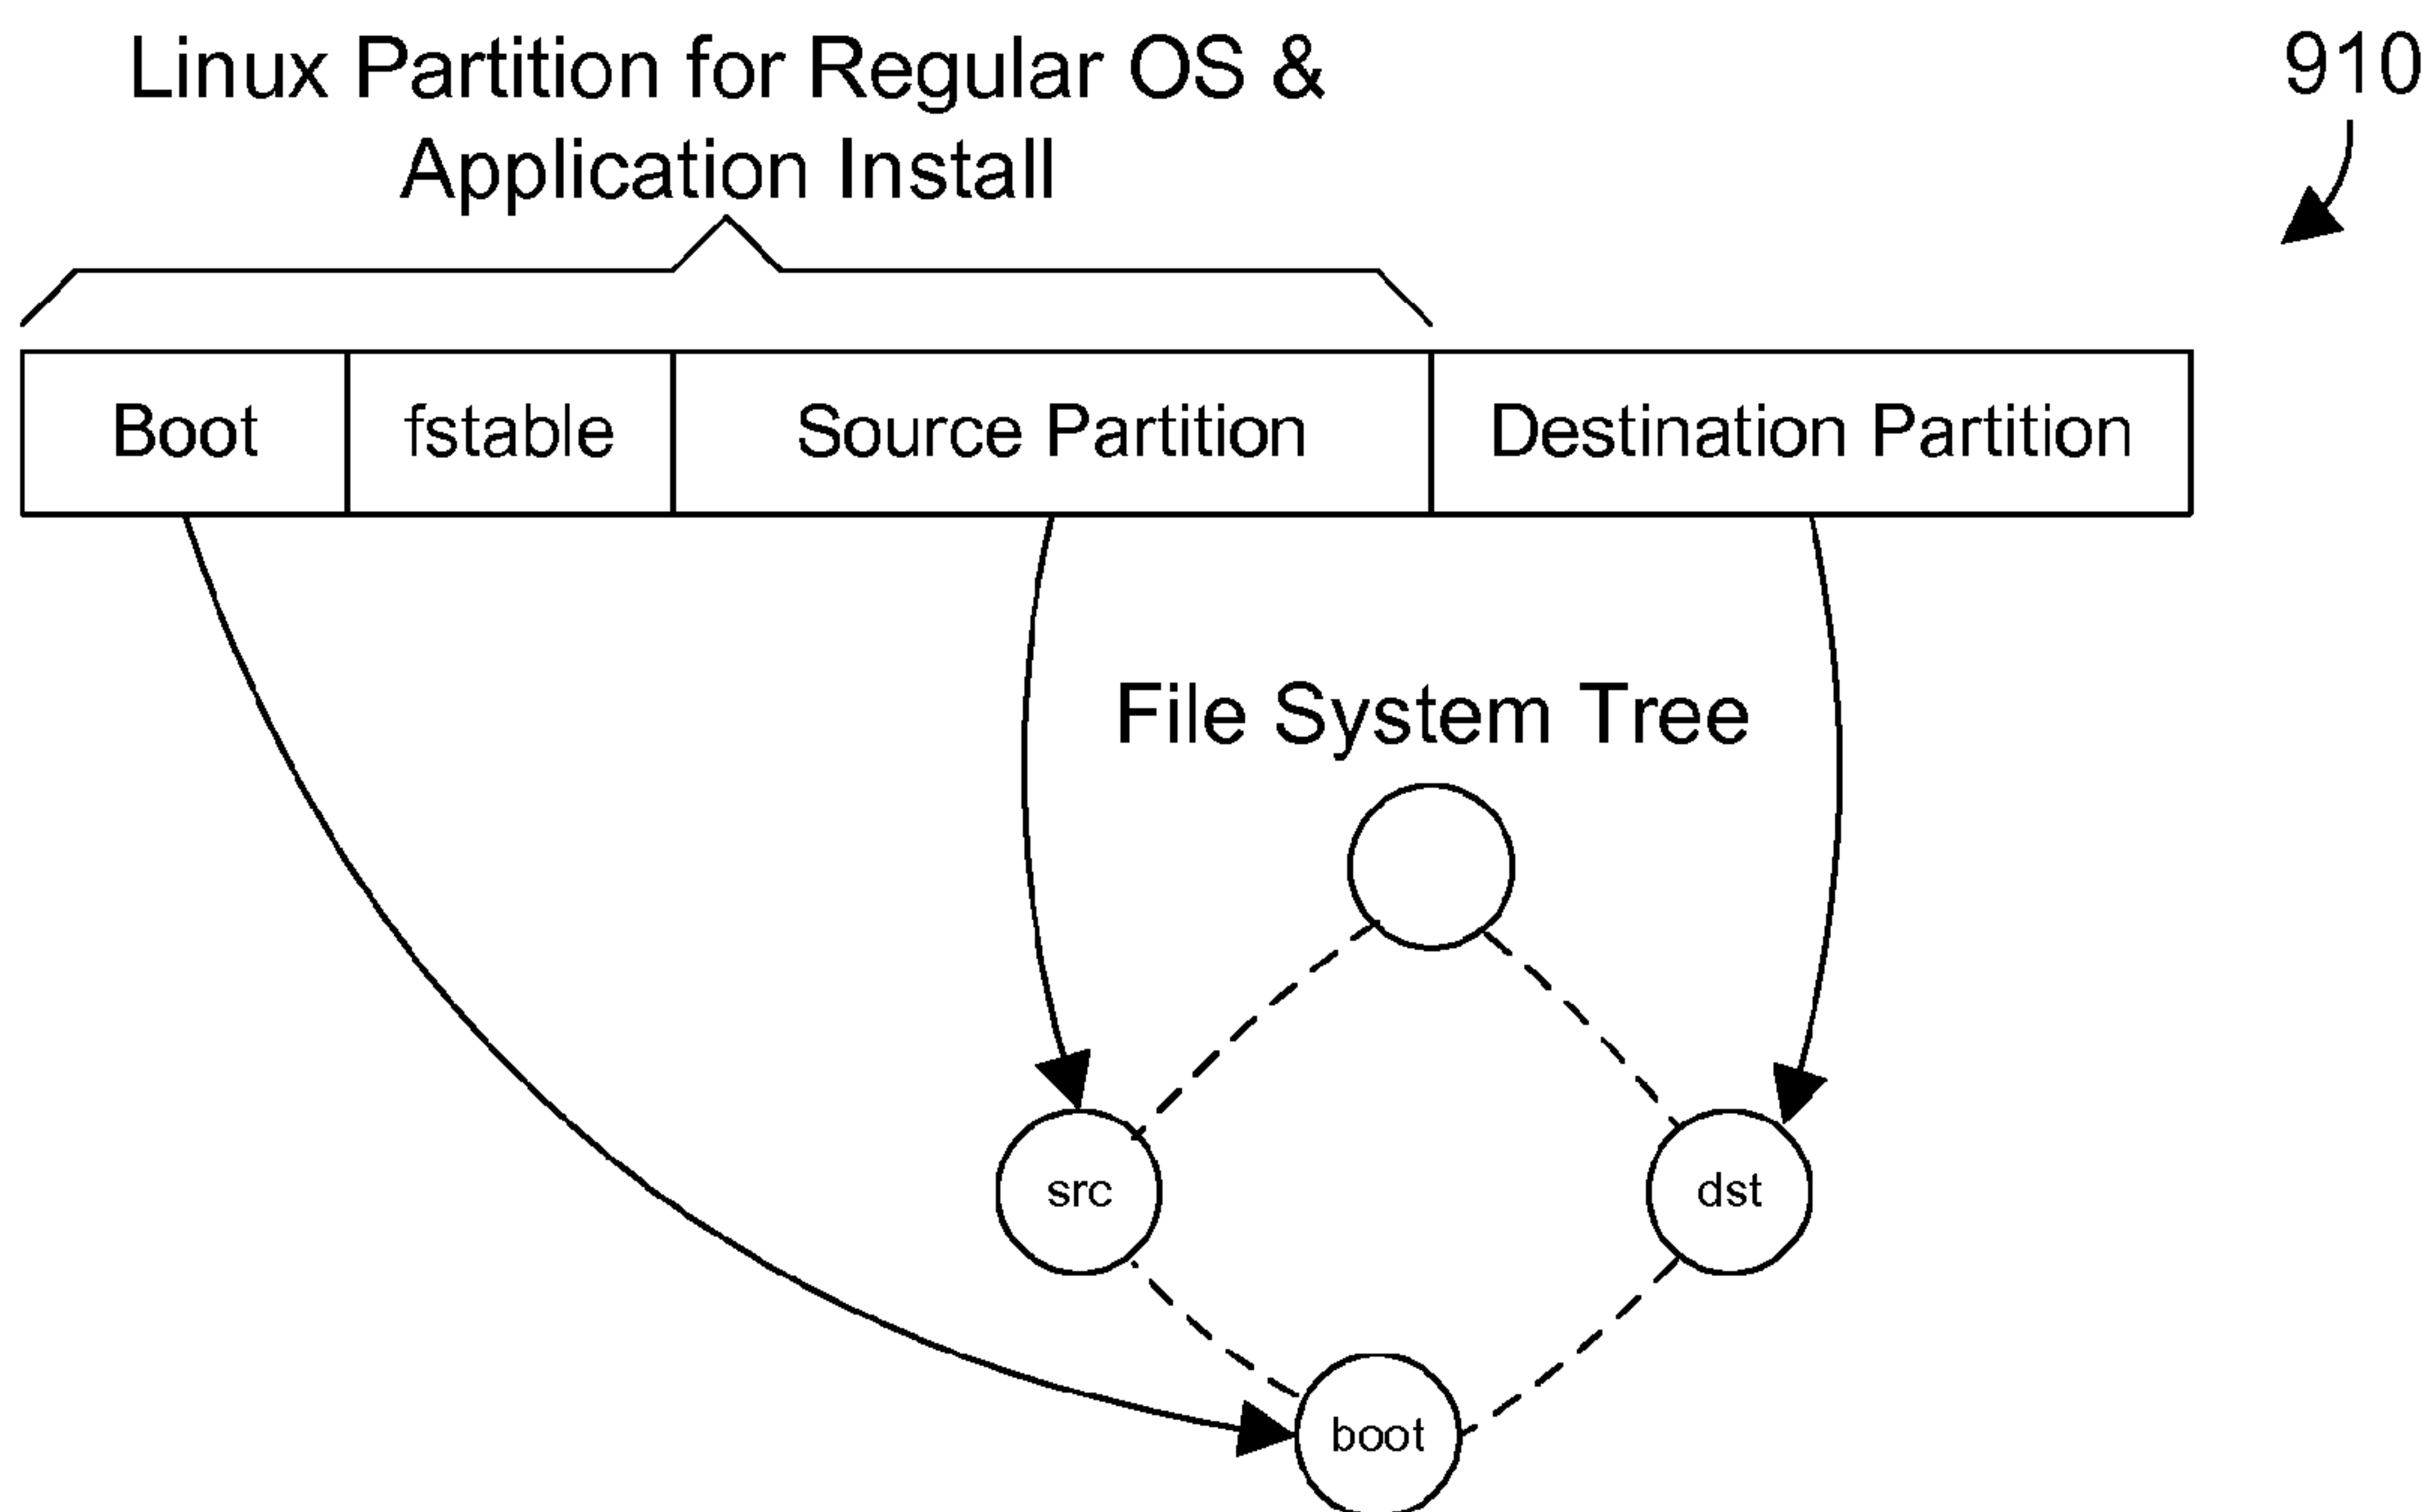 Linux Partition for Regular OS &
Application Install
910
Boot
fstable
Source Partition
Destination Partition
File System Tree
src
dst
boot